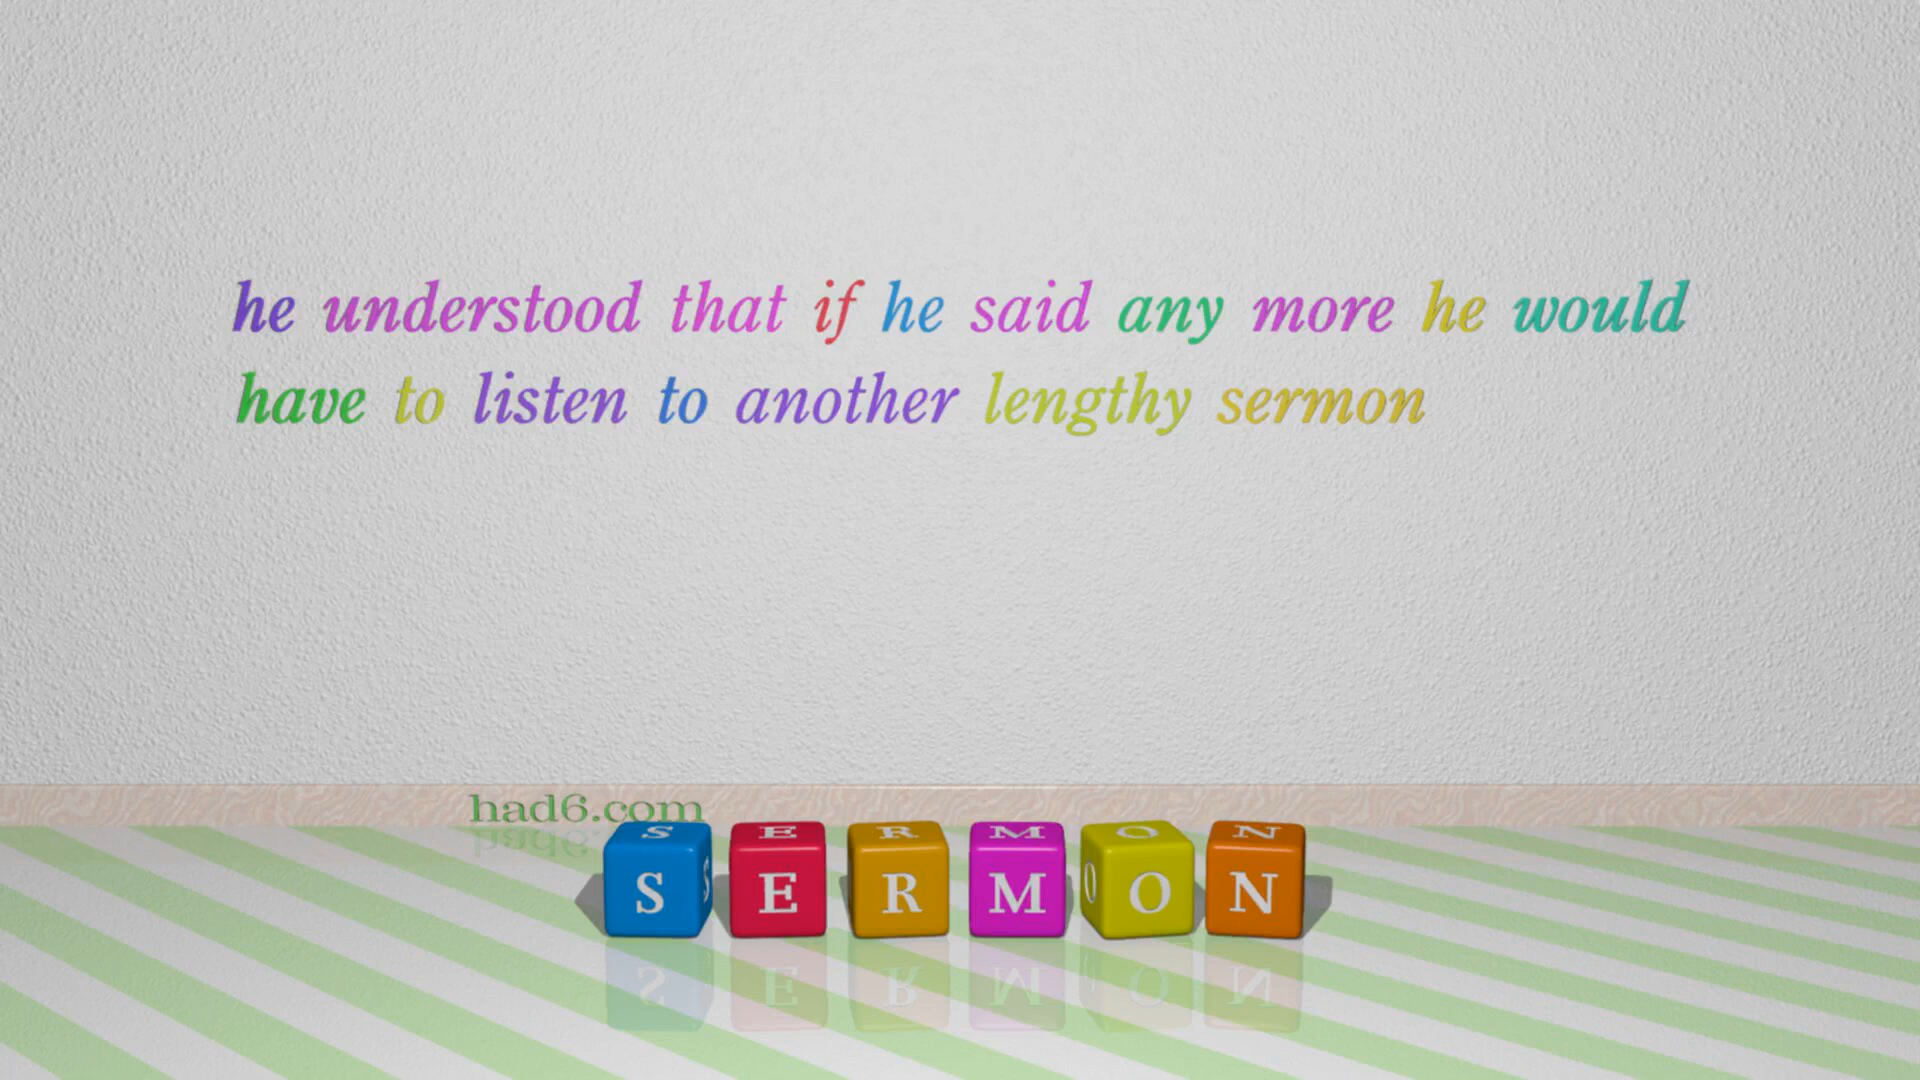 he understood that if he said any more he would
have to listen to another lengthy sermon
had6.com
S E R M O N
S E R M O N